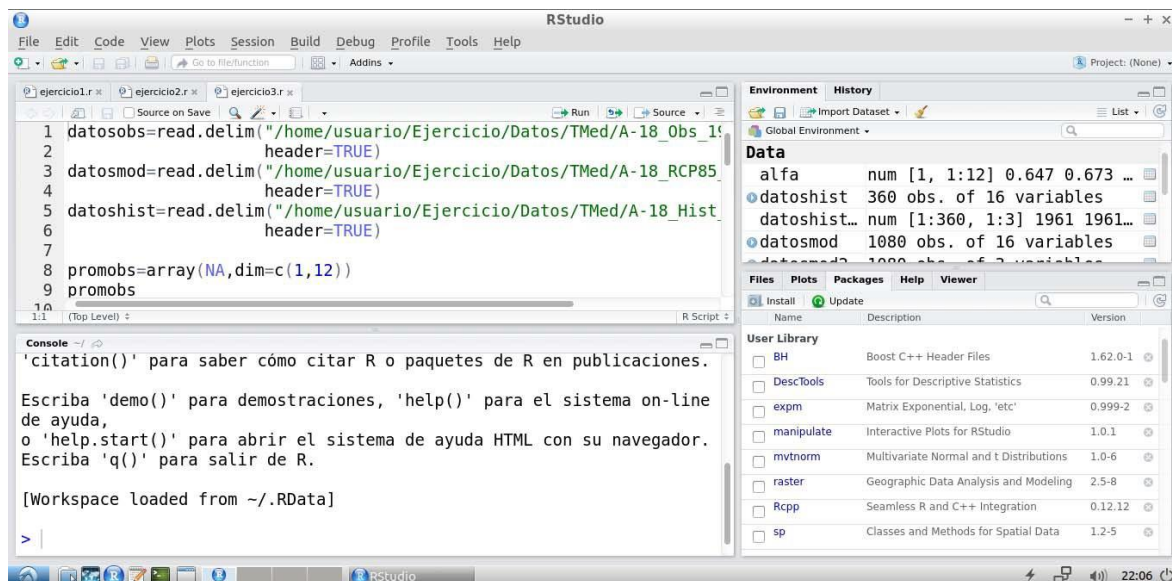 RStudio
File Edit Code View Plots Session Build Debug Profile Tools Help
Go to file/function Addins Project: (None)
ejercicio1.r ejercicio2.r ejercicio3.r
Source on Save Run Source
1 datosobs=read.delim("/home/usuario/Ejercicio/Datos/TMed/A-18_Obs_19
2 header=TRUE)
3 datosmod=read.delim("/home/usuario/Ejercicio/Datos/TMed/A-18_RCP85_
4 header=TRUE)
5 datoshist=read.delim("/home/usuario/Ejercicio/Datos/TMed/A-18_Hist_
6 header=TRUE)
7
8 promobs=array(NA,dim=c(1,12))
9 promobs
10
1:1 (Top Level) R Script
Console ~/
'citation()' para saber cómo citar R o paquetes de R en publicaciones.
Escriba 'demo()' para demostraciones, 'help()' para el sistema on-line
de ayuda,
o 'help.start()' para abrir el sistema de ayuda HTML con su navegador.
Escriba 'q()' para salir de R.
[Workspace loaded from ~/.RData]
>
Environment History
Import Dataset List
Global Environment
Data
alfa num [1, 1:12] 0.647 0.673 …
datoshist 360 obs. of 16 variables
datoshist… num [1:360, 1:3] 1961 1961…
datosmod 1080 obs. of 16 variables
datosmod2 1080 obs. of 3 variables
Files Plots Packages Help Viewer
Install Update
Name Description Version
User Library
BH Boost C++ Header Files 1.62.0-1
DescTools Tools for Descriptive Statistics 0.99.21
expm Matrix Exponential, Log, 'etc' 0.999-2
manipulate Interactive Plots for RStudio 1.0.1
mvtnorm Multivariate Normal and t Distributions 1.0-6
raster Geographic Data Analysis and Modeling 2.5-8
Rcpp Seamless R and C++ Integration 0.12.12
sp Classes and Methods for Spatial Data 1.2-5
RStudio 22:06